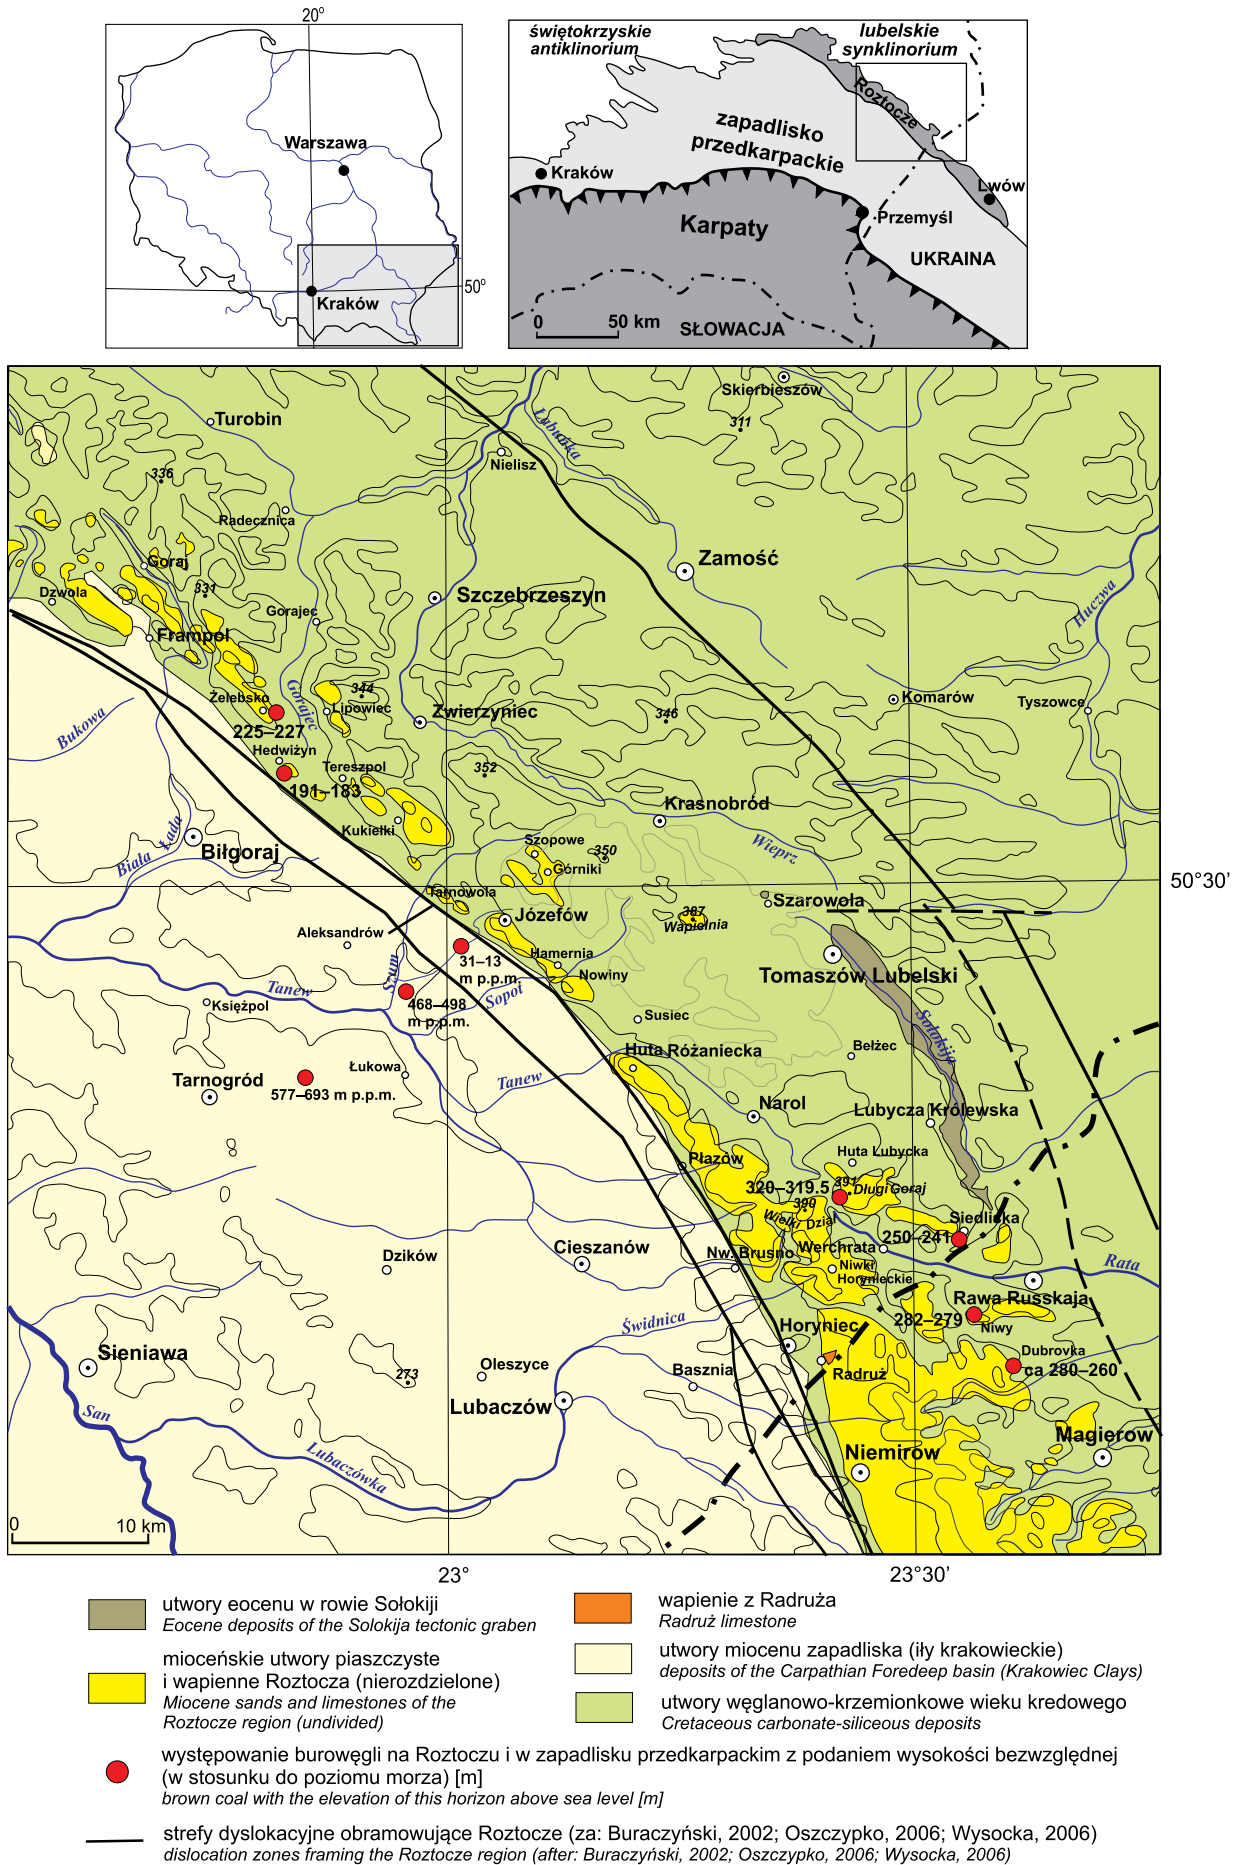 20°
Warszawa
Kraków
50°
świętokrzyskie
antiklinorium
lubelskie
synklinorium
Roztocze
zapadlisko
przedkarpackie
Kraków
Lwów
Przemyśl
Karpaty
UKRAINA
0 50 km
SŁOWACJA
Skierbieszów
Turobin
Łabuńka
311
Nielisz
336
Radecznica
Goraj
Zamość
331
Dzwola
Szczebrzeszyn
Huczwa
Gorajec
Frampol
344
Żelebsko
Gorajec
Lipowiec
Komarów
Tyszowce
Zwierzyniec
346
Bukowa
225–227
Hedwiżyn
Tereszpol
352
191–183
Krasnobród
Kukiełki
Łada
Szopowe
Wieprz
Biłgoraj
350
Biała
Górniki
50°30'
Tarnowola
Szarowola
387
Józefów
Wapielnia
Aleksandrów
Hamernia
31–13
m p.p.m.
Nowiny
Tomaszów Lubelski
Szum
Tanew
Sopot
468–498
m p.p.m.
Księżpol
Susiec
Sołokija
Bełżec
Huta Różaniecka
Łukowa
Tarnogród
Tanew
577–693 m p.p.m.
Narol
Lubycza Królewska
Huta Lubycka
Płazów
320–319.5
391
Długi Goraj
390
Wielki Dział
Siedliska
250–241
Werchrata
Cieszanów
Nw. Brusno
Dzików
Niwki
Horynieckie
Rata
Rawa Russkaja
282–279
Niwy
Świdnica
Horyniec
Dubrovka
Sieniawa
Oleszyce
Basznia
Radruż
ca 280–260
273
Lubaczów
San
Magierow
Niemirow
Lubaczówka
0 10 km
23°
23°30'
utwory eocenu w rowie Sołokiji
Eocene deposits of the Solokija tectonic graben
mioceńskie utwory piaszczyste
i wapienne Roztocza (nierozdzielone)
Miocene sands and limestones of the
Roztocze region (undivided)
wapienie z Radruża
Radruż limestone
utwory miocenu zapadliska (iły krakowieckie)
deposits of the Carpathian Foredeep basin (Krakowiec Clays)
utwory węglanowo-krzemionkowe wieku kredowego
Cretaceous carbonate-siliceous deposits
występowanie burowęgli na Roztoczu i w zapadlisku przedkarpackim z podaniem wysokości bezwzględnej
(w stosunku do poziomu morza) [m]
brown coal with the elevation of this horizon above sea level [m]
strefy dyslokacyjne obramowujące Roztocze (za: Buraczyński, 2002; Oszczypko, 2006; Wysocka, 2006)
dislocation zones framing the Roztocze region (after: Buraczyński, 2002; Oszczypko, 2006; Wysocka, 2006)